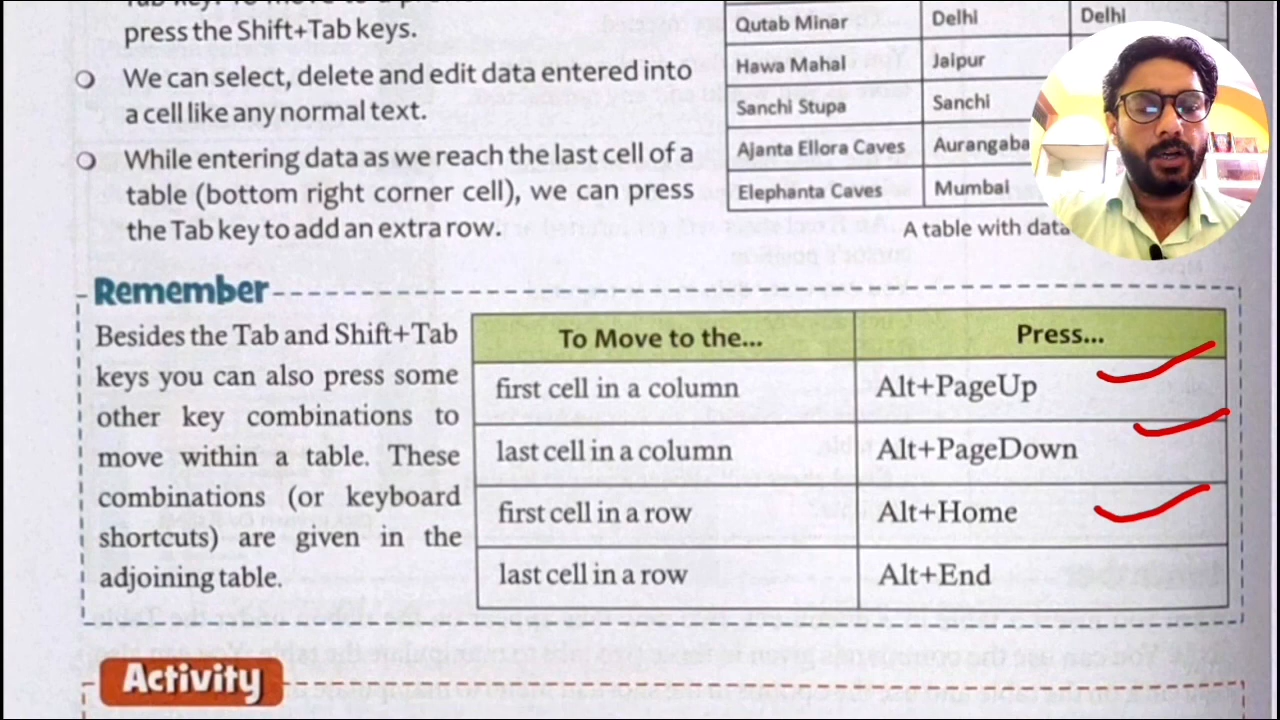 press the Shift+Tab keys.
We can select, delete and edit data entered into
a cell like any normal text.
While entering data as we reach the last cell of a
table (bottom right corner cell), we can press
the Tab key to add an extra row.
Qutab Minar Delhi Delhi
Hawa Mahal Jaipur
Sanchi Stupa Sanchi
Ajanta Ellora Caves Aurangaba
Elephanta Caves Mumbai
A table with data
Remember
Besides the Tab and Shift+Tab
keys you can also press some
other key combinations to
move within a table. These
combinations (or keyboard
shortcuts) are given in the
adjoining table.
To Move to the... Press...
first cell in a column Alt+PageUp
last cell in a column Alt+PageDown
first cell in a row Alt+Home
last cell in a row Alt+End
Activity